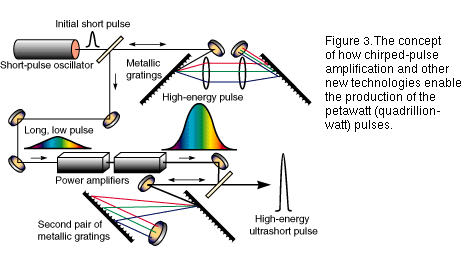 Initial short pulse
Short-pulse oscillator
Metallic
gratings
High-energy pulse
Long, low pulse
Power amplifiers
Second pair of
metallic gratings
High-energy
ultrashort pulse
Figure 3.The concept
of how chirped-pulse
amplification and other
new technologies enable
the production of the
petawatt (quadrillion-
watt) pulses.